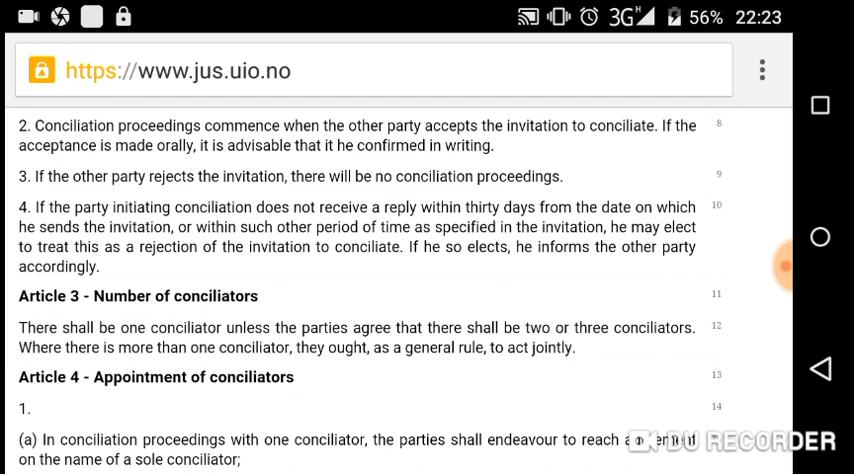 3G H 56% 22:23
https://www.jus.uio.no
2. Conciliation proceedings commence when the other party accepts the invitation to conciliate. If the 8
acceptance is made orally, it is advisable that it he confirmed in writing.
3. If the other party rejects the invitation, there will be no conciliation proceedings. 9
4. If the party initiating conciliation does not receive a reply within thirty days from the date on which 10
he sends the invitation, or within such other period of time as specified in the invitation, he may elect
to treat this as a rejection of the invitation to conciliate. If he so elects, he informs the other party
accordingly.
Article 3 - Number of conciliators 11
There shall be one conciliator unless the parties agree that there shall be two or three conciliators. 12
Where there is more than one conciliator, they ought, as a general rule, to act jointly.
Article 4 - Appointment of conciliators 13
1. 14
(a) In conciliation proceedings with one conciliator, the parties shall endeavour to reach
on the name of a sole conciliator;
DU RECORDER